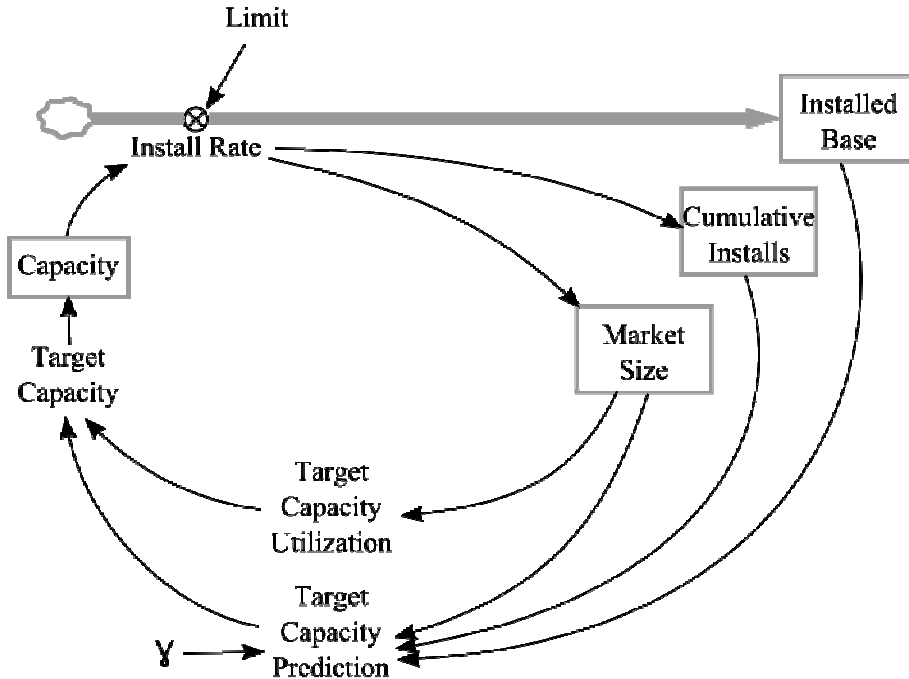 Limit
Installed
Base
Install Rate
Cumulative
Installs
Capacity
Market
Size
Target
Capacity
Target
Capacity
Utilization
Target
Capacity
Prediction
γ